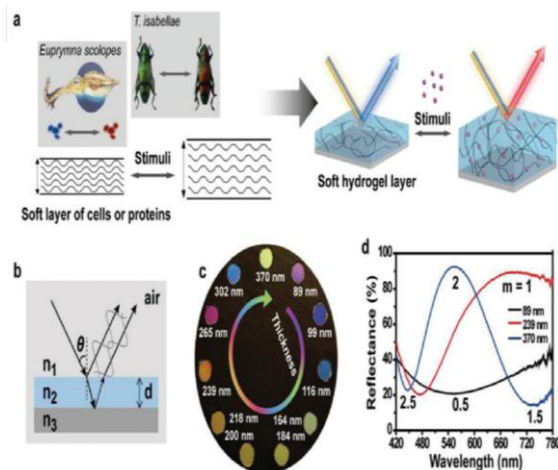 a
Euprymna scolopes
T. isabellae
Stimuli
Soft layer of cells or proteins
Stimuli
Soft hydrogel layer
b
air
θ
n1
n2
d
n3
c
370 nm
302 nm
89 nm
265 nm
99 nm
Thickness
239 nm
116 nm
218 nm
164 nm
200 nm
184 nm
d
Reflectance (%)
100
80
60
40
20
0
m = 1
2
89 nm
239 nm
370 nm
2.5
0.5
1.5
420 480 540 600 660 720 780
Wavelength (nm)